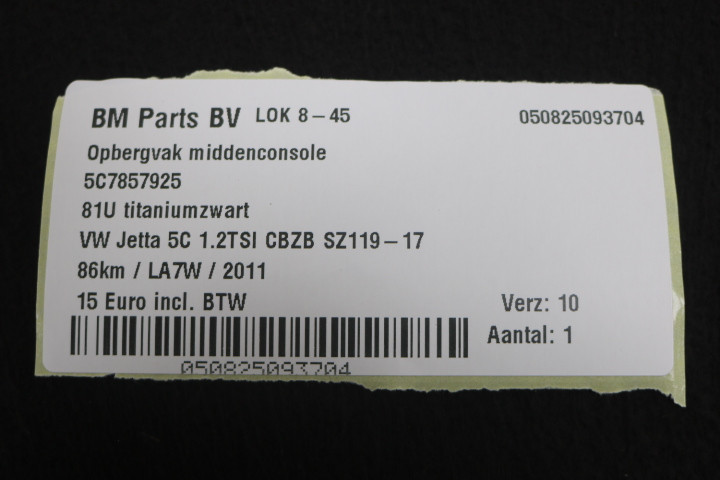 BM Parts BV LOK 8-45 050825093704
Opbergvak middenconsole
5C7857925
81U titaniumzwart
VW Jetta 5C 1.2TSI CBZB SZ119-17
86km / LA7W / 2011
15 Euro incl. BTW Verz: 10
Aantal: 1
050825093704